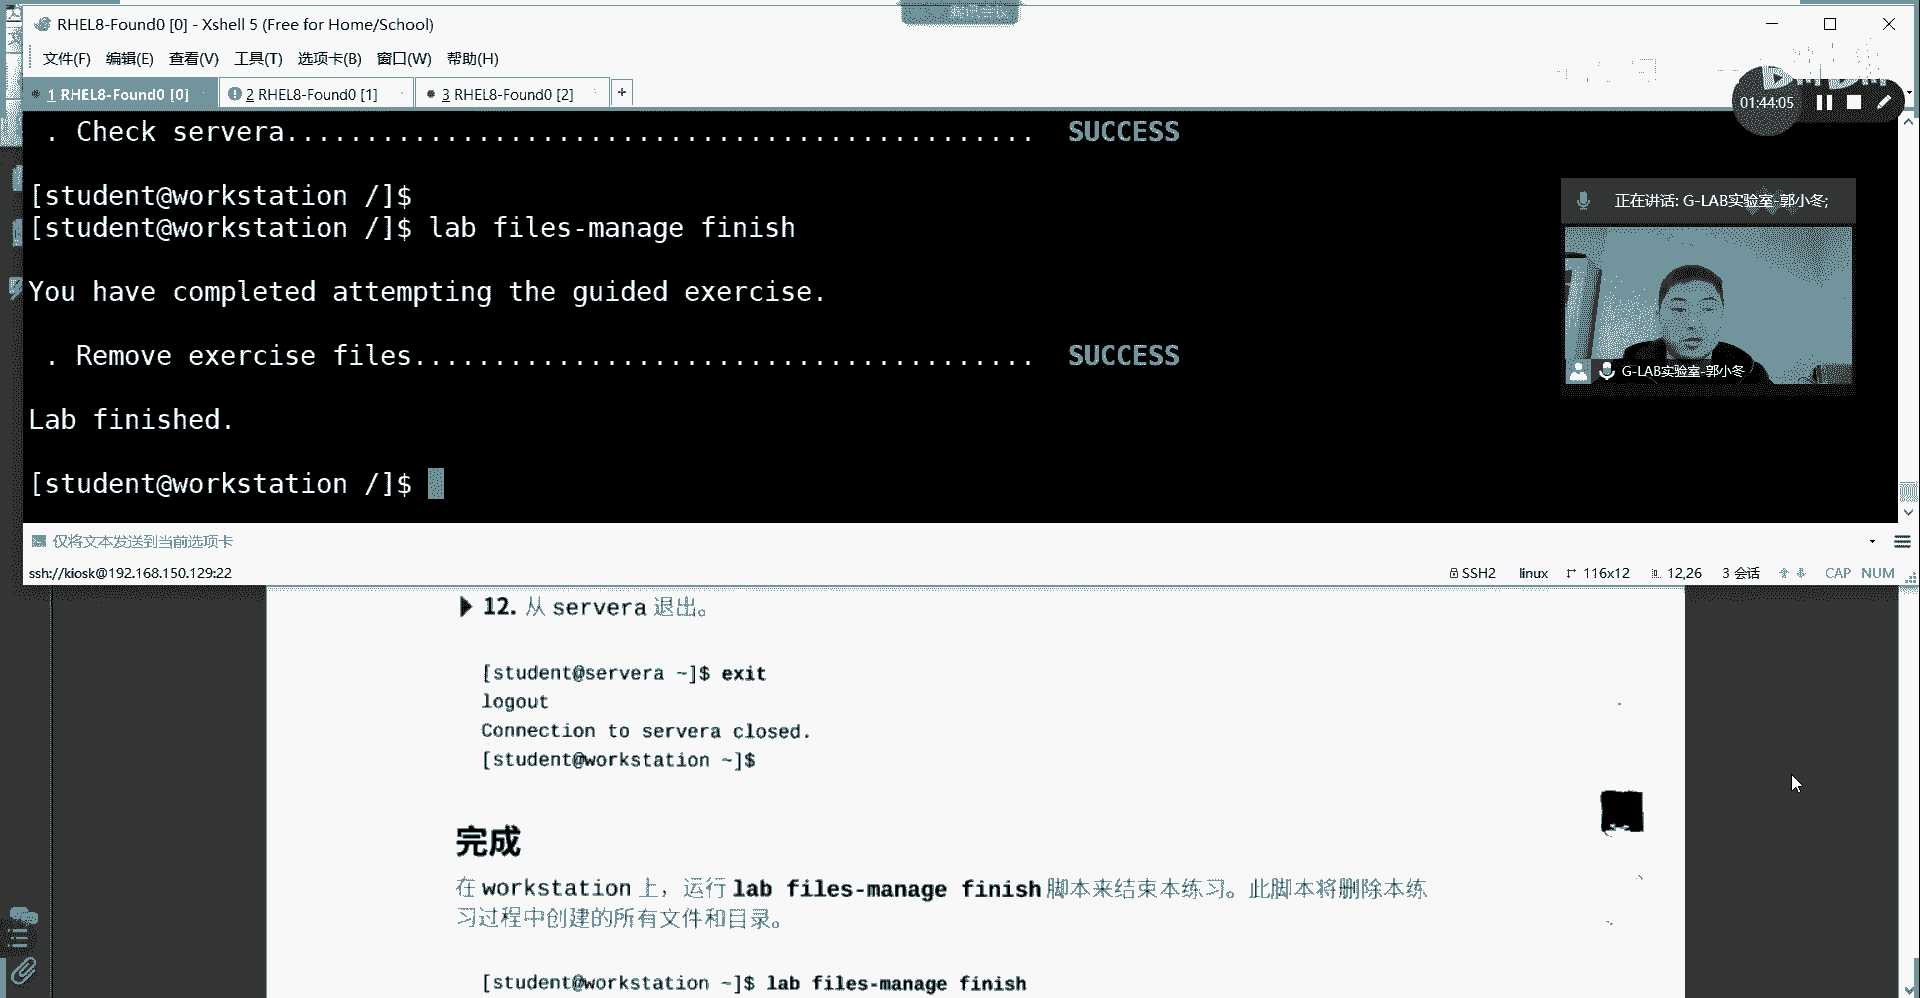 RHEL8-Found0 [0] - Xshell 5 (Free for Home/School)
文件(F) 编辑(E) 查看(V) 工具(T) 选项卡(B) 窗口(W) 帮助(H)
1 RHEL8-Found0 [0] 2 RHEL8-Found0 [1] 3 RHEL8-Found0 [2] +
01:44:05
. Check servera............................................... SUCCESS
[student@workstation /]$
[student@workstation /]$ lab files-manage finish
You have completed attempting the guided exercise.
. Remove exercise files....................................... SUCCESS
Lab finished.
[student@workstation /]$
正在讲话: G-LAB实验室-郭小冬;
G-LAB实验室-郭小冬
仅将文本发送到当前选项卡
ssh://kiosk@192.168.150.129:22 SSH2 linux 116x12 12,26 3 会话 CAP NUM
12. 从 servera 退出。
[student@servera ~]$ exit
logout
Connection to servera closed.
[student@workstation ~]$
完成
在 workstation 上，运行 lab files-manage finish 脚本来结束本练习。此脚本将删除本练
习过程中创建的所有文件和目录。
[student@workstation ~]$ lab files-manage finish